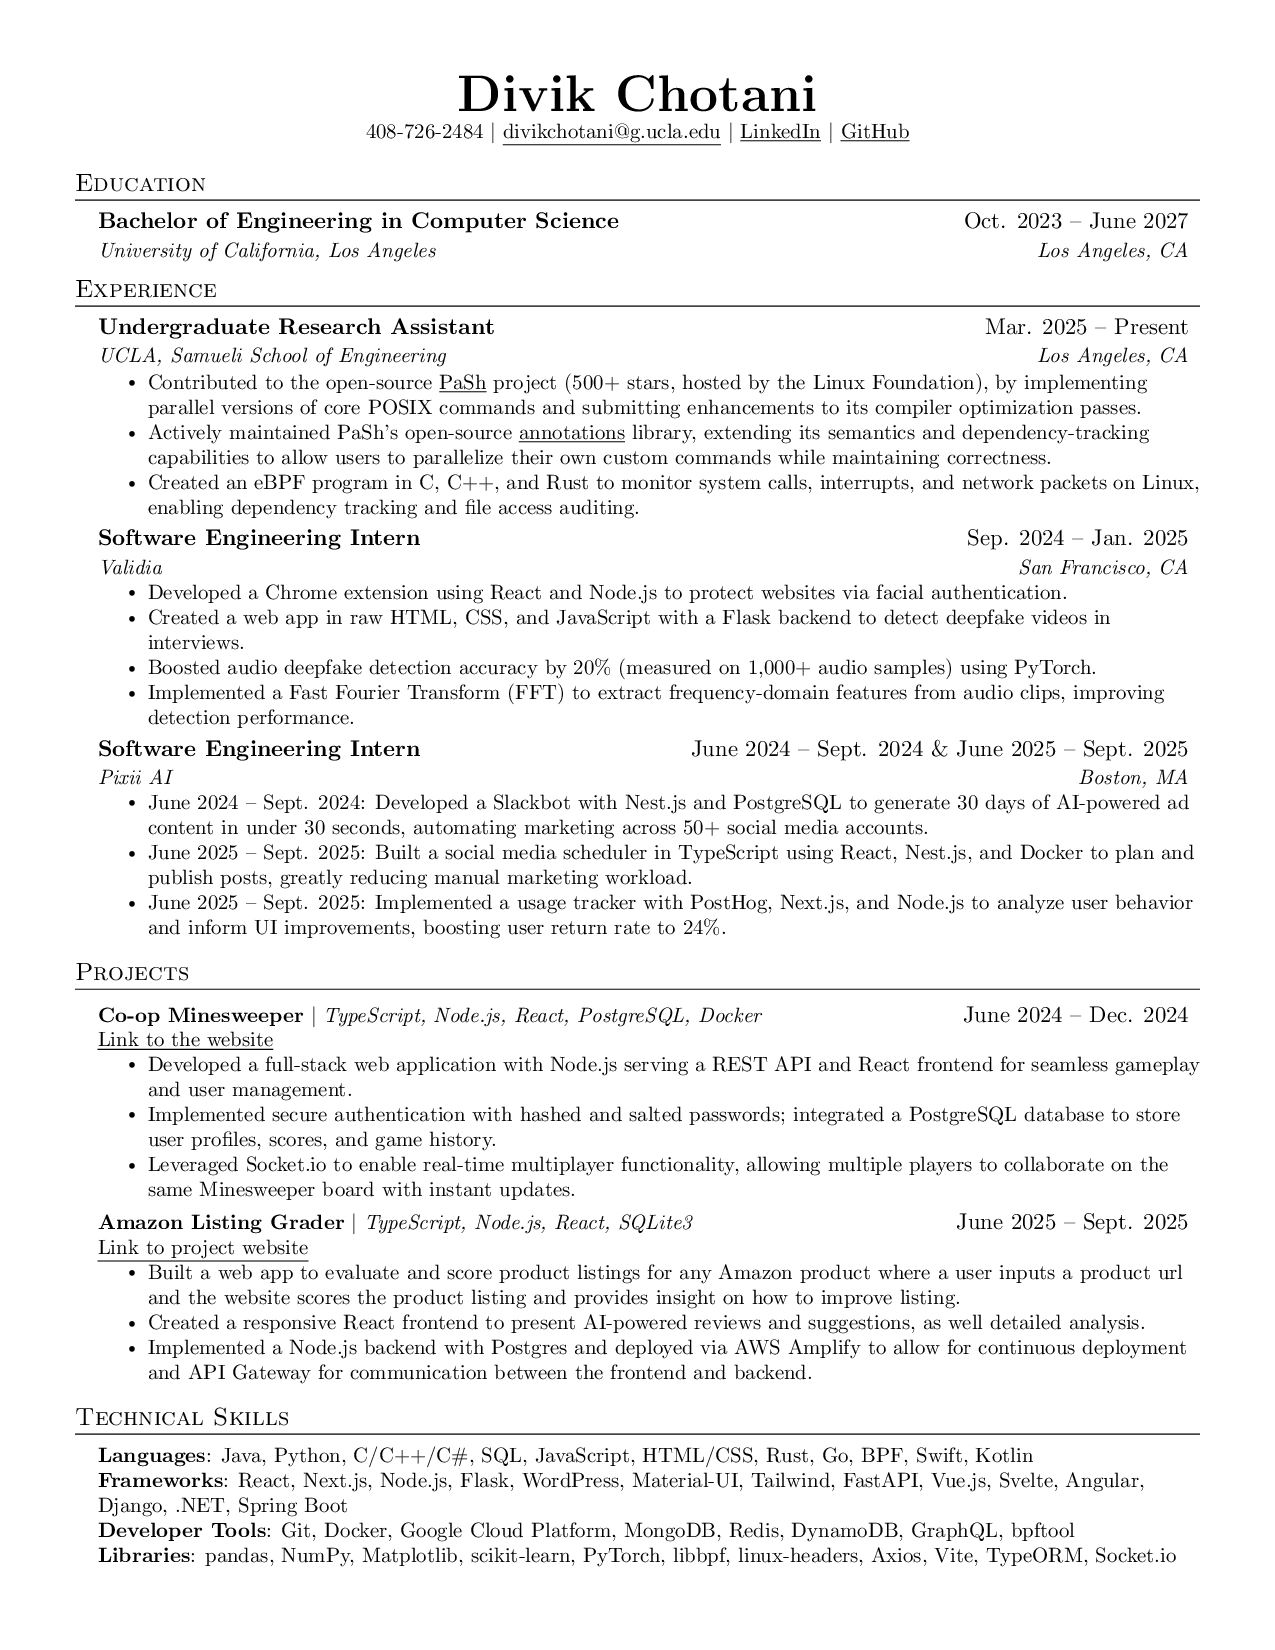 Divik Chotani
408-726-2484 | divikchotani@g.ucla.edu | LinkedIn | GitHub
Education
Bachelor of Engineering in Computer Science Oct. 2023 – June 2027
University of California, Los Angeles Los Angeles, CA
Experience
Undergraduate Research Assistant Mar. 2025 – Present
UCLA, Samueli School of Engineering Los Angeles, CA
• Contributed to the open-source PaSh project (500+ stars, hosted by the Linux Foundation), by implementing
parallel versions of core POSIX commands and submitting enhancements to its compiler optimization passes.
• Actively maintained PaSh's open-source annotations library, extending its semantics and dependency-tracking
capabilities to allow users to parallelize their own custom commands while maintaining correctness.
• Created an eBPF program in C, C++, and Rust to monitor system calls, interrupts, and network packets on Linux,
enabling dependency tracking and file access auditing.
Software Engineering Intern Sep. 2024 – Jan. 2025
Validia San Francisco, CA
• Developed a Chrome extension using React and Node.js to protect websites via facial authentication.
• Created a web app in raw HTML, CSS, and JavaScript with a Flask backend to detect deepfake videos in
interviews.
• Boosted audio deepfake detection accuracy by 20% (measured on 1,000+ audio samples) using PyTorch.
• Implemented a Fast Fourier Transform (FFT) to extract frequency-domain features from audio clips, improving
detection performance.
Software Engineering Intern June 2024 – Sept. 2024 & June 2025 – Sept. 2025
Pixii AI Boston, MA
• June 2024 – Sept. 2024: Developed a Slackbot with Nest.js and PostgreSQL to generate 30 days of AI-powered ad
content in under 30 seconds, automating marketing across 50+ social media accounts.
• June 2025 – Sept. 2025: Built a social media scheduler in TypeScript using React, Nest.js, and Docker to plan and
publish posts, greatly reducing manual marketing workload.
• June 2025 – Sept. 2025: Implemented a usage tracker with PostHog, Next.js, and Node.js to analyze user behavior
and inform UI improvements, boosting user return rate to 24%.
Projects
Co-op Minesweeper | TypeScript, Node.js, React, PostgreSQL, Docker June 2024 – Dec. 2024
Link to the website
• Developed a full-stack web application with Node.js serving a REST API and React frontend for seamless gameplay
and user management.
• Implemented secure authentication with hashed and salted passwords; integrated a PostgreSQL database to store
user profiles, scores, and game history.
• Leveraged Socket.io to enable real-time multiplayer functionality, allowing multiple players to collaborate on the
same Minesweeper board with instant updates.
Amazon Listing Grader | TypeScript, Node.js, React, SQLite3 June 2025 – Sept. 2025
Link to project website
• Built a web app to evaluate and score product listings for any Amazon product where a user inputs a product url
and the website scores the product listing and provides insight on how to improve listing.
• Created a responsive React frontend to present AI-powered reviews and suggestions, as well detailed analysis.
• Implemented a Node.js backend with Postgres and deployed via AWS Amplify to allow for continuous deployment
and API Gateway for communication between the frontend and backend.
Technical Skills
Languages: Java, Python, C/C++/C#, SQL, JavaScript, HTML/CSS, Rust, Go, BPF, Swift, Kotlin
Frameworks: React, Next.js, Node.js, Flask, WordPress, Material-UI, Tailwind, FastAPI, Vue.js, Svelte, Angular,
Django, .NET, Spring Boot
Developer Tools: Git, Docker, Google Cloud Platform, MongoDB, Redis, DynamoDB, GraphQL, bpftool
Libraries: pandas, NumPy, Matplotlib, scikit-learn, PyTorch, libbpf, linux-headers, Axios, Vite, TypeORM, Socket.io